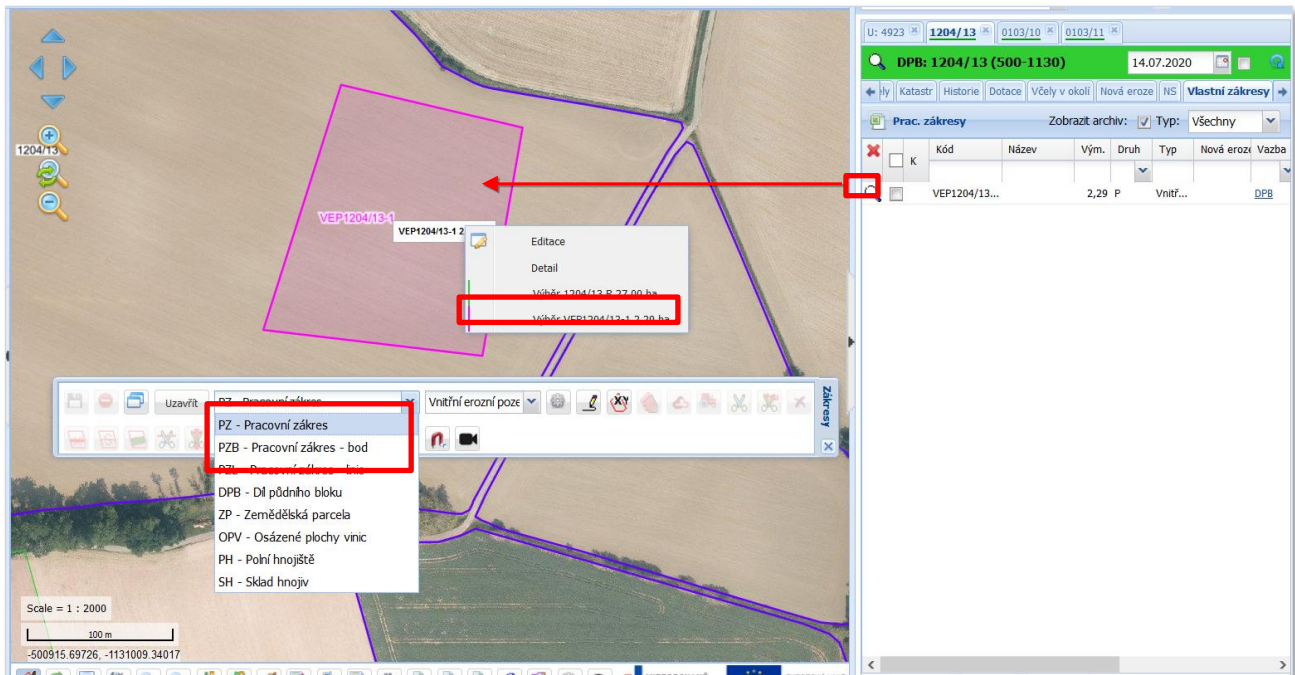 1204/13
VEP1204/13-1
VEP1204/13-1 2
Editace
Detail
Výběr 1204/13 R 27,00 ha
Výběr VEP1204/13-1 2,29 ha
Uzavřít
PZ - Pracovní zákres
Vnitřní erozní poze
Zákresy
PZ - Pracovní zákres
PZB - Pracovní zákres - bod
PZL - Pracovní zákres - linie
DPB - Díl půdního bloku
ZP - Zemědělská parcela
OPV - Osázené plochy vinic
PH - Polní hnojiště
SH - Sklad hnojiv
Scale = 1 : 2000
100 m
-500915.69726, -1131009.34017
U: 4923 1204/13 0103/10 0103/11
DPB: 1204/13 (500-1130) 14.07.2020
hly Katastr Historie Dotace Včely v okolí Nová eroze NS Vlastní zákresy
Prac. zákresy Zobrazit archiv: Typ: Všechny
K Kód Název Vým. Druh Typ Nová eroze Vazba
VEP1204/13... 2,29 P Vnitř... DPB